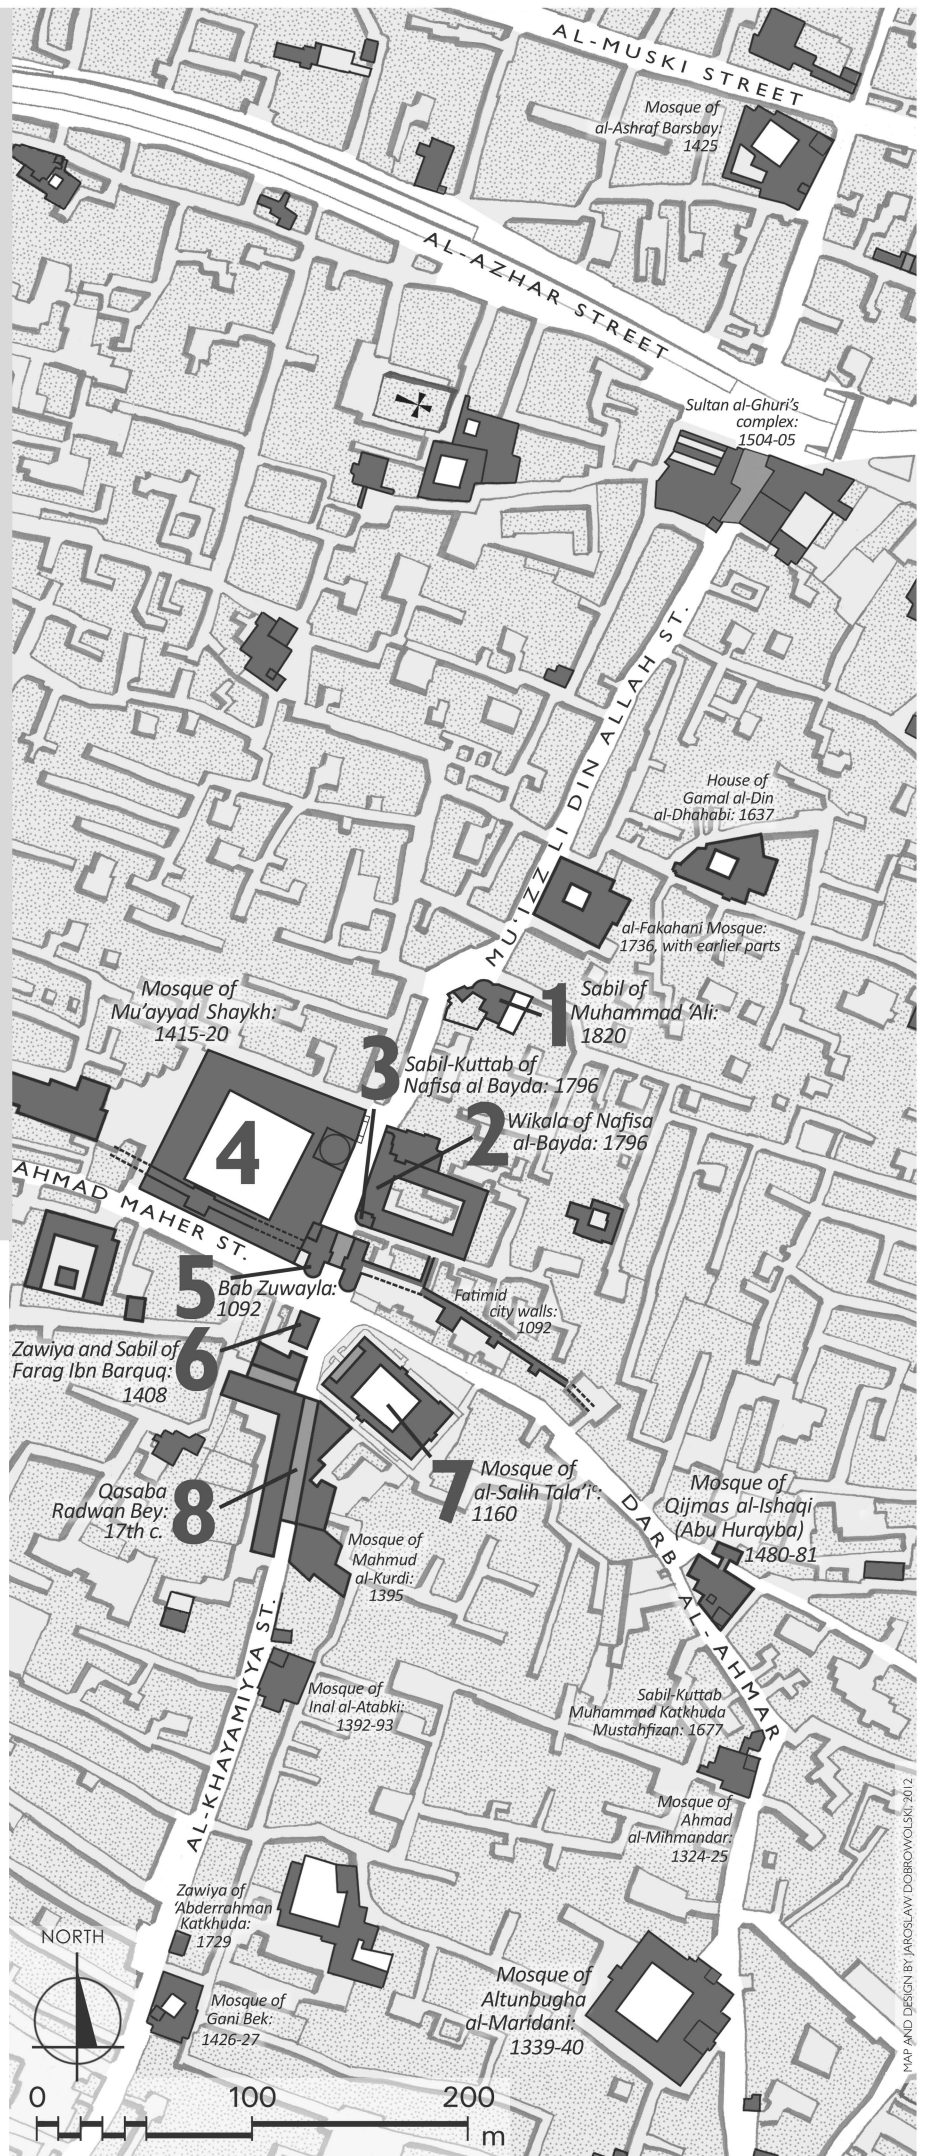 AL-MUSKI STREET
Mosque of
al-Ashraf Barsbay:
1425
AL-AZHAR STREET
Sultan al-Ghuri's
complex:
1504-05
MU'IZZ LI DIN ALLAH ST.
House of
Gamal al-Din
al-Dhahabi: 1637
al-Fakahani Mosque:
1736, with earlier parts
Mosque of
Mu'ayyad Shaykh:
1415-20
1
Sabil of
Muhammad 'Ali:
1820
3
Sabil-Kuttab of
Nafisa al Bayda: 1796
2
Wikala of Nafisa
al-Bayda: 1796
4
AHMAD MAHER ST.
5
Bab Zuwayla:
1092
Fatimid
city walls:
1092
6
Zawiya and Sabil of
Farag Ibn Barquq:
1408
7
Mosque of
al-Salih Tala'iᶜ:
1160
8
Qasaba
Radwan Bey:
17th c.
Mosque of
Mahmud
al-Kurdi:
1395
DARB AL-AHMAR
Mosque of
Qijmas al-Ishaqi
(Abu Hurayba)
1480-81
AL-KHAYAMIYYA ST.
Mosque of
Inal al-Atabki:
1392-93
Sabil-Kuttab
Muhammad Katkhuda
Mustahfizan: 1677
Mosque of
Ahmad
al-Mihmandar:
1324-25
Zawiya of
'Abderrahman
Katkhuda:
1729
NORTH
Mosque of
Gani Bek:
1426-27
Mosque of
Altunbugha
al-Maridani:
1339-40
0 100 200
m
MAP AND DESIGN BY JAROSLAW DOBROWOLSKI, 2012